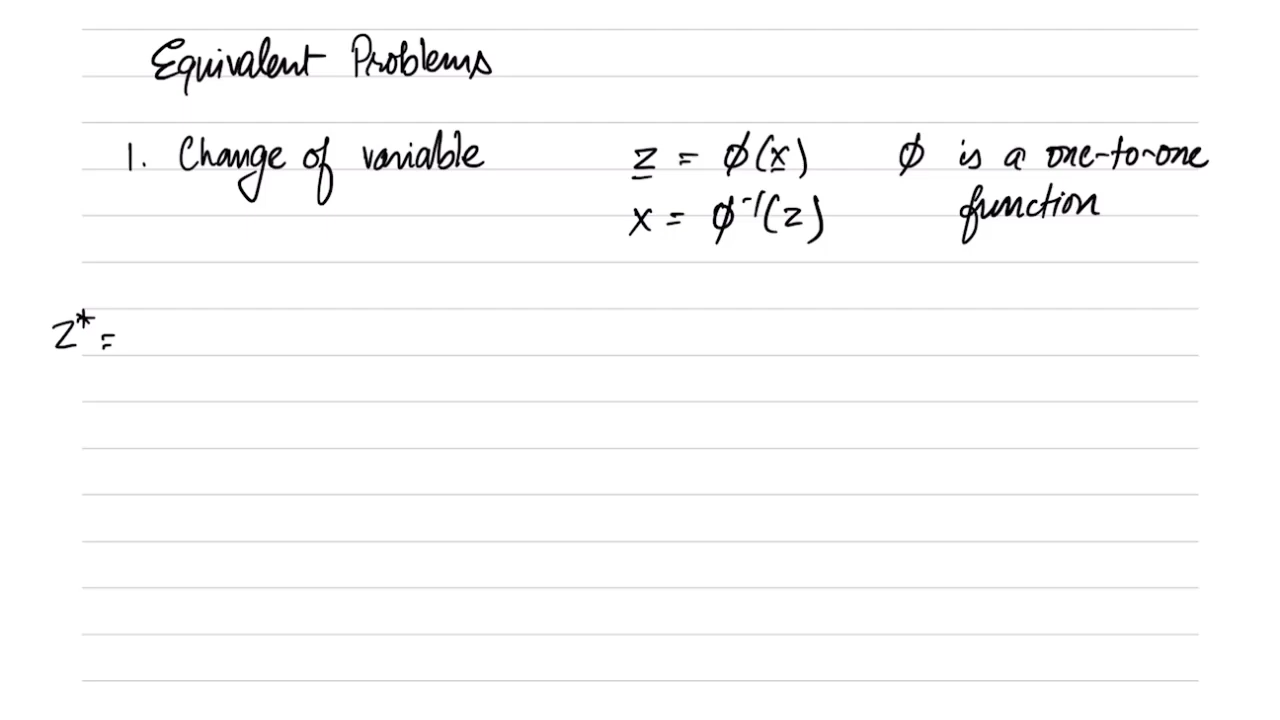 Equivalent Problems
1. Change of variable z = φ(x) φ is a one-to-one
x = φ⁻¹(z) function
z* =